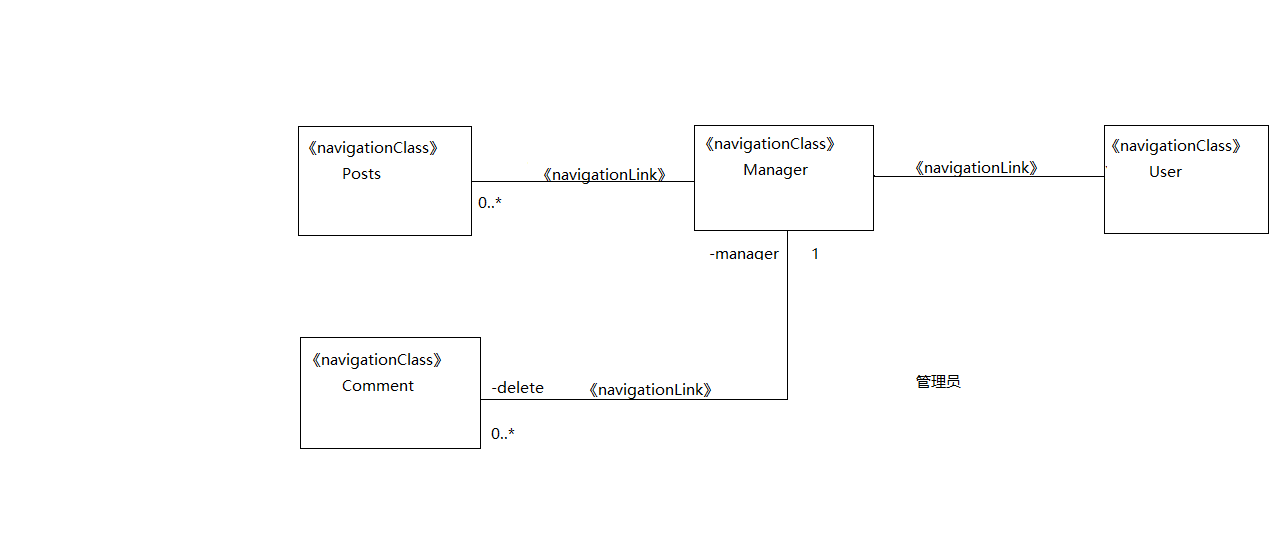 《navigationClass》
Posts
《navigationLink》
0..*
《navigationClass》
Manager
《navigationLink》
《navigationClass》
User
-manager
1
《navigationClass》
Comment
-delete
《navigationLink》
0..*
管理员